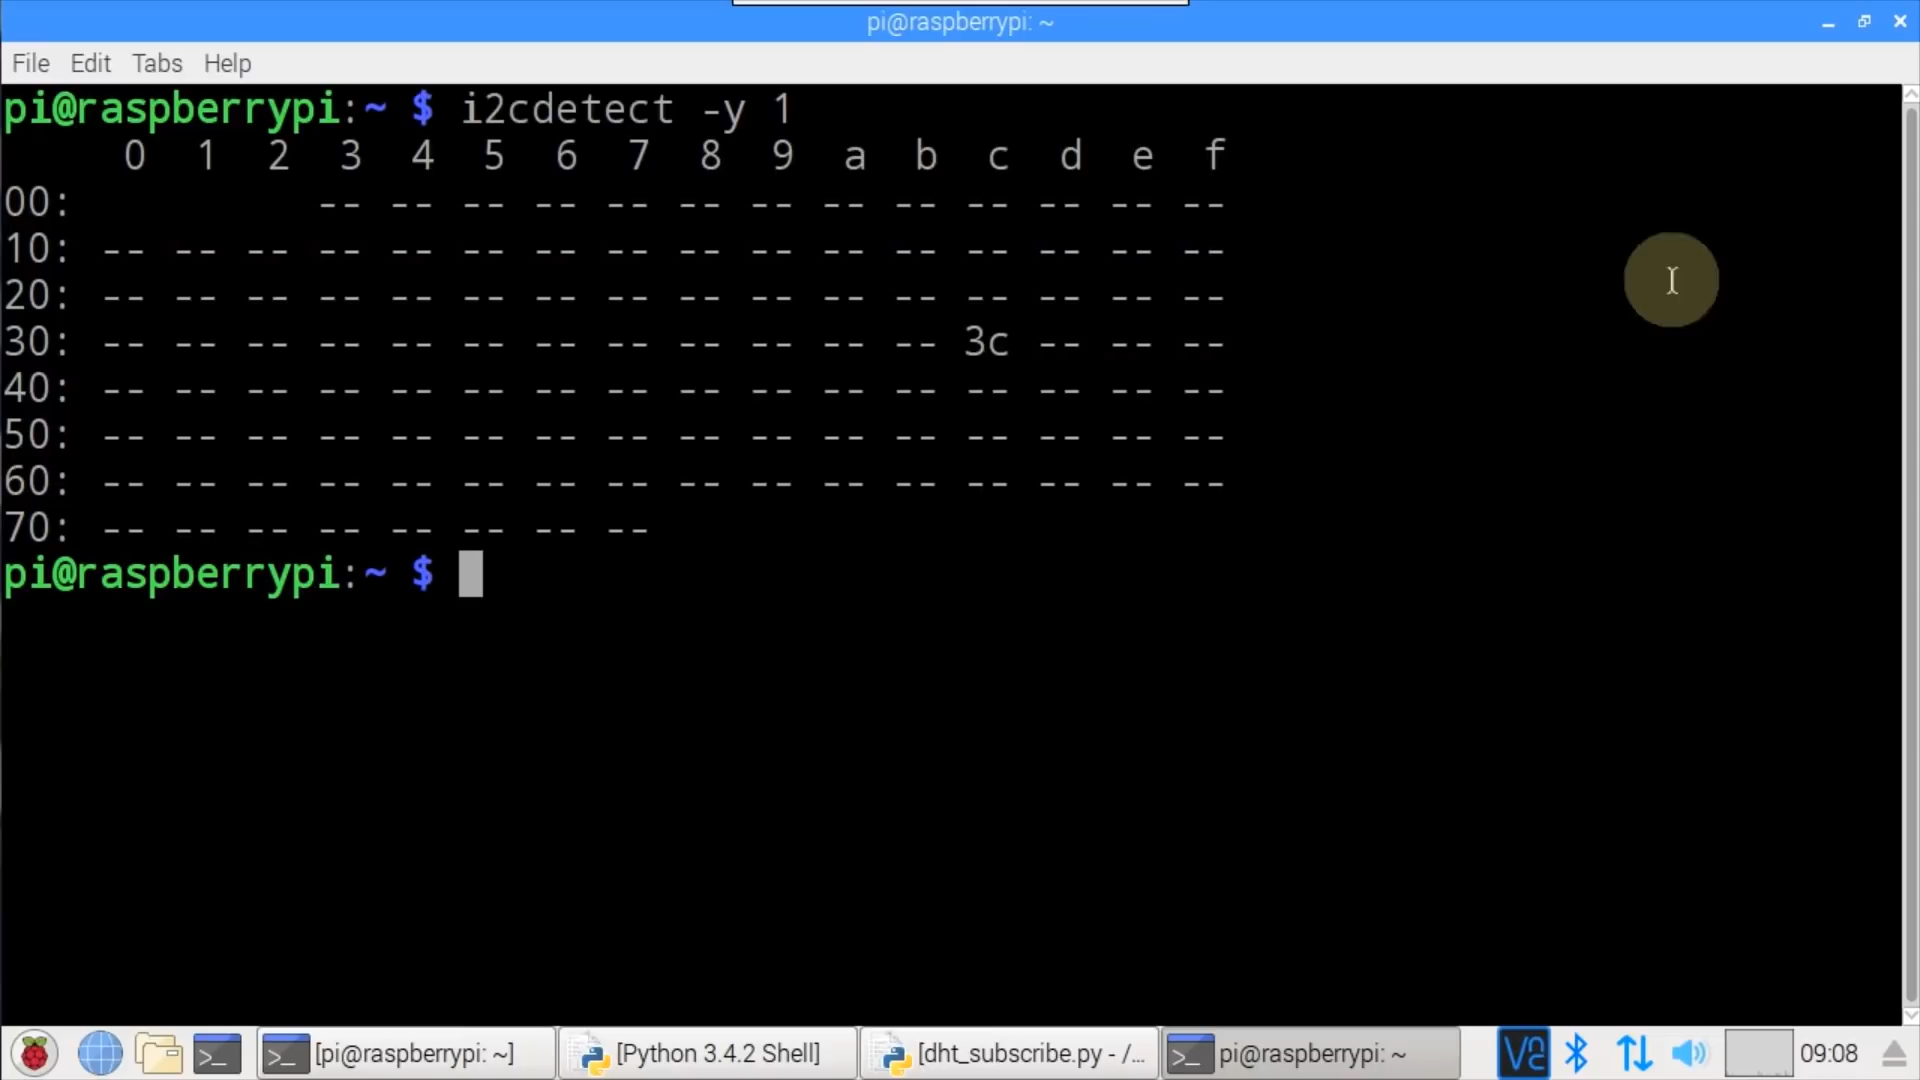 pi@raspberrypi: ~
File Edit Tabs Help
pi@raspberrypi:~ $ i2cdetect -y 1
     0  1  2  3  4  5  6  7  8  9  a  b  c  d  e  f
00:          -- -- -- -- -- -- -- -- -- -- -- -- --
10: -- -- -- -- -- -- -- -- -- -- -- -- -- -- -- --
20: -- -- -- -- -- -- -- -- -- -- -- -- -- -- -- --
30: -- -- -- -- -- -- -- -- -- -- -- -- 3c -- -- --
40: -- -- -- -- -- -- -- -- -- -- -- -- -- -- -- --
50: -- -- -- -- -- -- -- -- -- -- -- -- -- -- -- --
60: -- -- -- -- -- -- -- -- -- -- -- -- -- -- -- --
70: -- -- -- -- -- -- -- --
pi@raspberrypi:~ $
[pi@raspberrypi: ~] [Python 3.4.2 Shell] [dht_subscribe.py - /... pi@raspberrypi: ~ 09:08